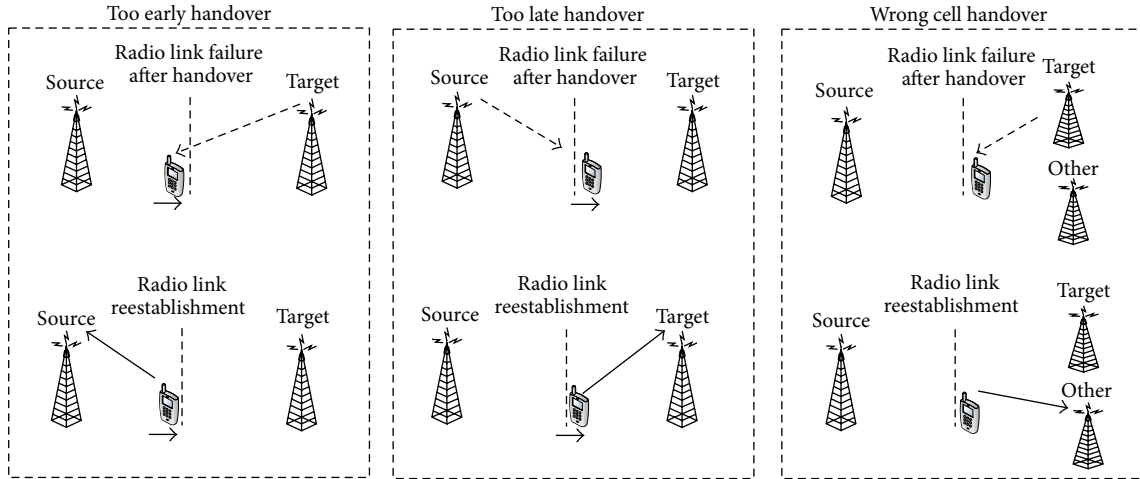 Too early handover
Radio link failure
after handover
Source
Target
Radio link
reestablishment
Source
Target
Too late handover
Radio link failure
after handover
Source
Target
Radio link
reestablishment
Source
Target
Wrong cell handover
Radio link failure
after handover
Target
Source
Other
Radio link
reestablishment
Target
Source
Other